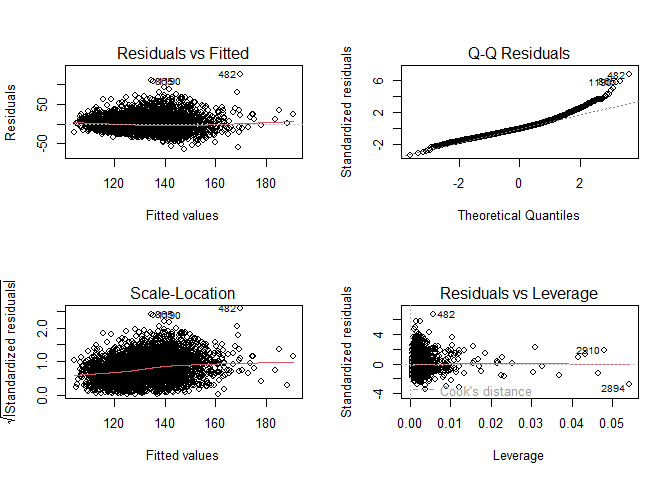 Residuals vs Fitted
Residuals
-50
50
482
120
140
160
180
Fitted values
Q-Q Residuals
Standardized residuals
-2
2
6
482
-2
0
2
Theoretical Quantiles
Scale-Location
√|Standardized residuals|
0.0
1.0
2.0
482
120
140
160
180
Fitted values
Residuals vs Leverage
Standardized residuals
-4
0
4
482
2910
2894
Cook's distance
0.00
0.01
0.02
0.03
0.04
0.05
Leverage